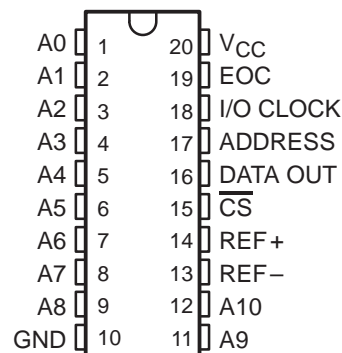 A0 1 20 VCC
A1 2 19 EOC
A2 3 18 I/O CLOCK
A3 4 17 ADDRESS
A4 5 16 DATA OUT
A5 6 15 C̅S̅
A6 7 14 REF+
A7 8 13 REF−
A8 9 12 A10
GND 10 11 A9